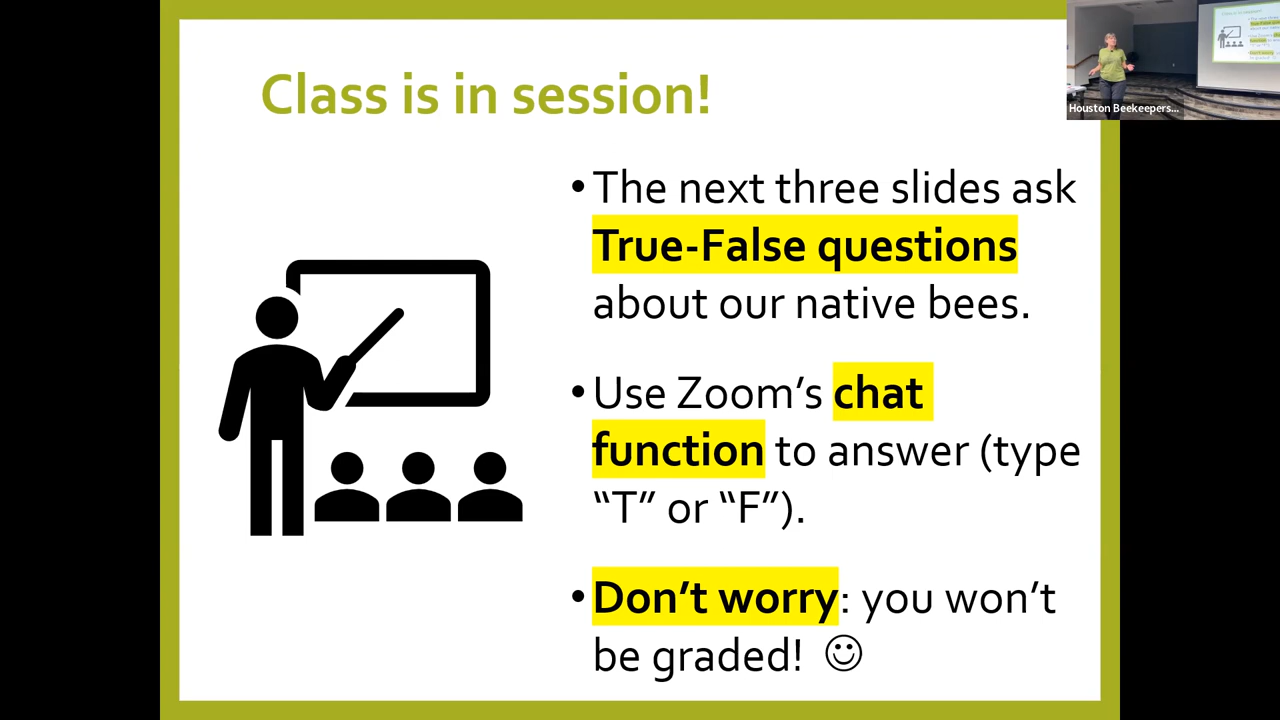 Class is in session!
Houston Beekeepers...
• The next three slides ask
True-False questions
about our native bees.
• Use Zoom’s chat
function to answer (type
“T” or “F”).
• Don’t worry: you won’t
be graded! ☺